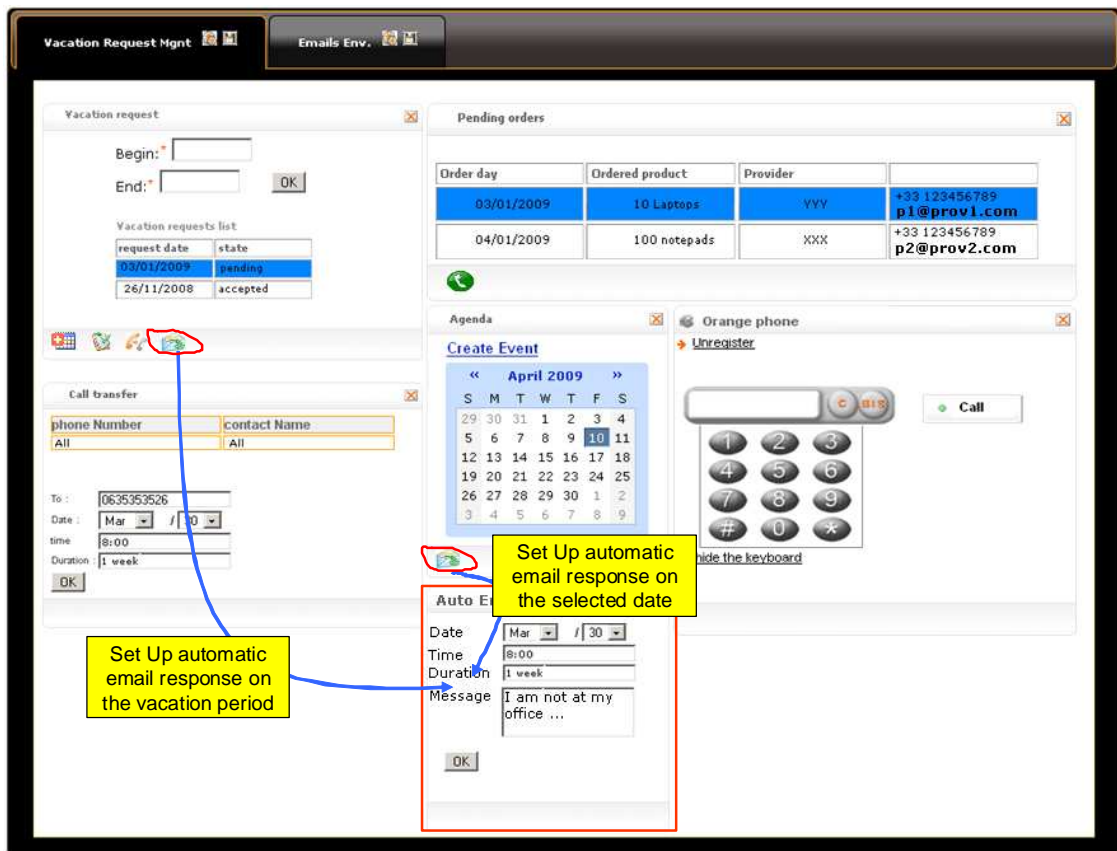 Vacation Request Mgnt
Emails Env.
Vacation request
Begin:*
End:*
OK
Vacation requests list
request date state
03/01/2009 pending
26/11/2008 accepted
Pending orders
Order day Ordered product Provider
03/01/2009 10 Laptops YYY +33 123456789
p1@prov1.com
04/01/2009 100 notepads XXX +33 123456789
p2@prov2.com
Call transfer
phone Number contact Name
All All
To : 0635353526
Date : Mar / 30
time 8:00
Duration : 1 week
OK
Agenda
Create Event
« April 2009 »
S M T W T F S
29 30 31 1 2 3 4
5 6 7 8 9 10 11
12 13 14 15 16 17 18
19 20 21 22 23 24 25
26 27 28 29 30 1 2
3 4 5 6 7 8 9
Orange phone
Unregister
C BIS
Call
1 2 3
4 5 6
7 8 9
# 0 *
hide the keyboard
Set Up automatic
email response on
the selected date
Auto
Date Mar / 30
Time 8:00
Duration 1 week
Message I am not at my
office ...
OK
Set Up automatic
email response on
the vacation period